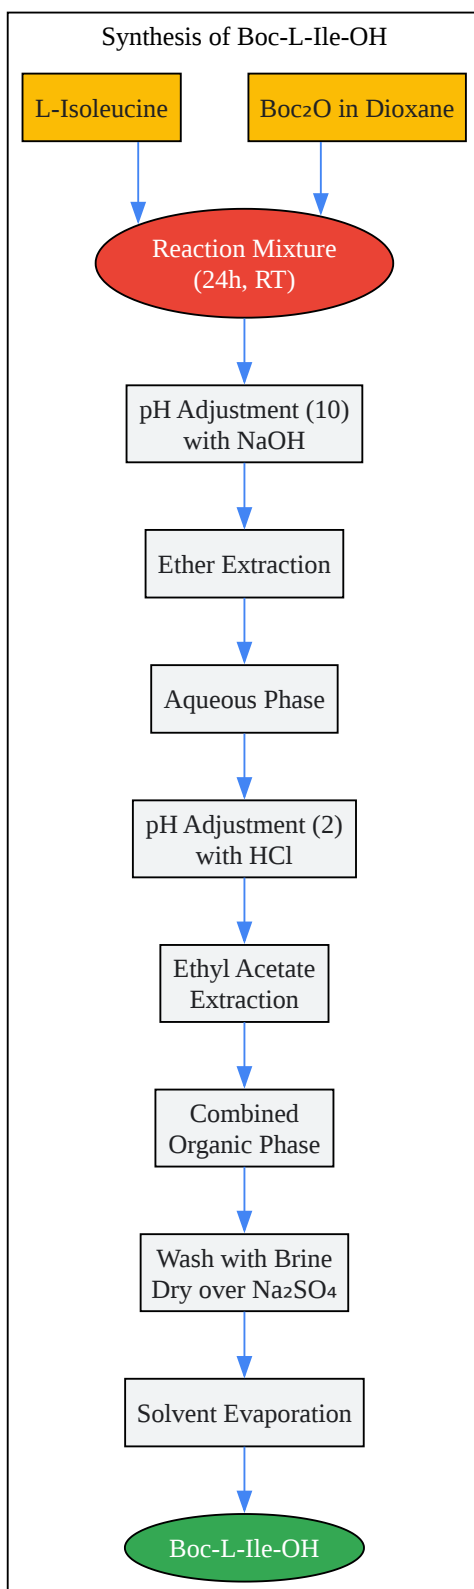 Synthesis of Boc-L-Ile-OH
L-Isoleucine
Boc₂O in Dioxane
Reaction Mixture
(24h, RT)
pH Adjustment (10)
with NaOH
Ether Extraction
Aqueous Phase
pH Adjustment (2)
with HCl
Ethyl Acetate
Extraction
Combined
Organic Phase
Wash with Brine
Dry over Na₂SO₄
Solvent Evaporation
Boc-L-Ile-OH